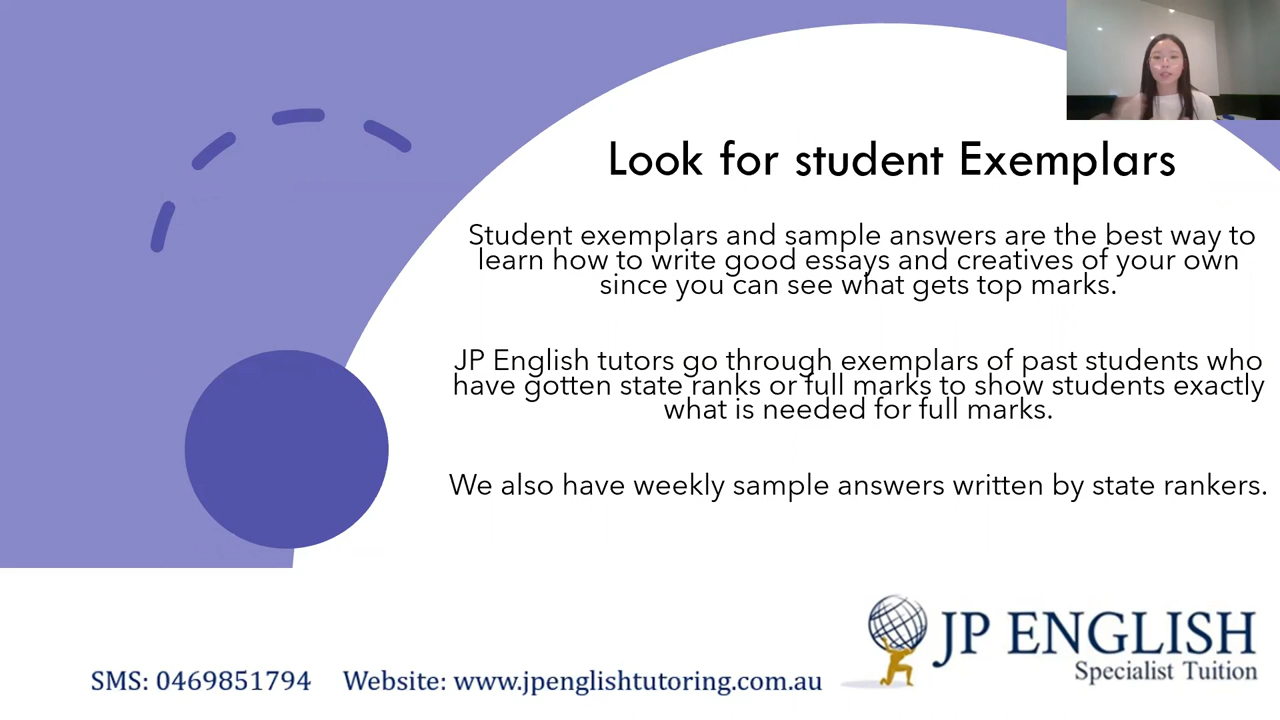 Look for student Exemplars
Student exemplars and sample answers are the best way to
learn how to write good essays and creatives of your own
since you can see what gets top marks.
JP English tutors go through exemplars of past students who
have gotten state ranks or full marks to show students exactly
what is needed for full marks.
We also have weekly sample answers written by state rankers.
JP ENGLISH
Specialist Tuition
SMS: 0469851794 Website: www.jpenglishtutoring.com.au